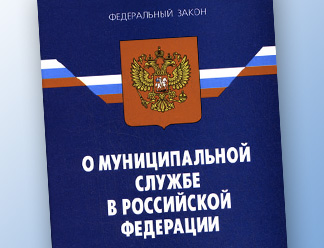 ФЕДЕРАЛЬНЫЙ ЗАКОН
О МУНИЦИПАЛЬНОЙ
СЛУЖБЕ
В РОССИЙСКОЙ
ФЕДЕРАЦИИ